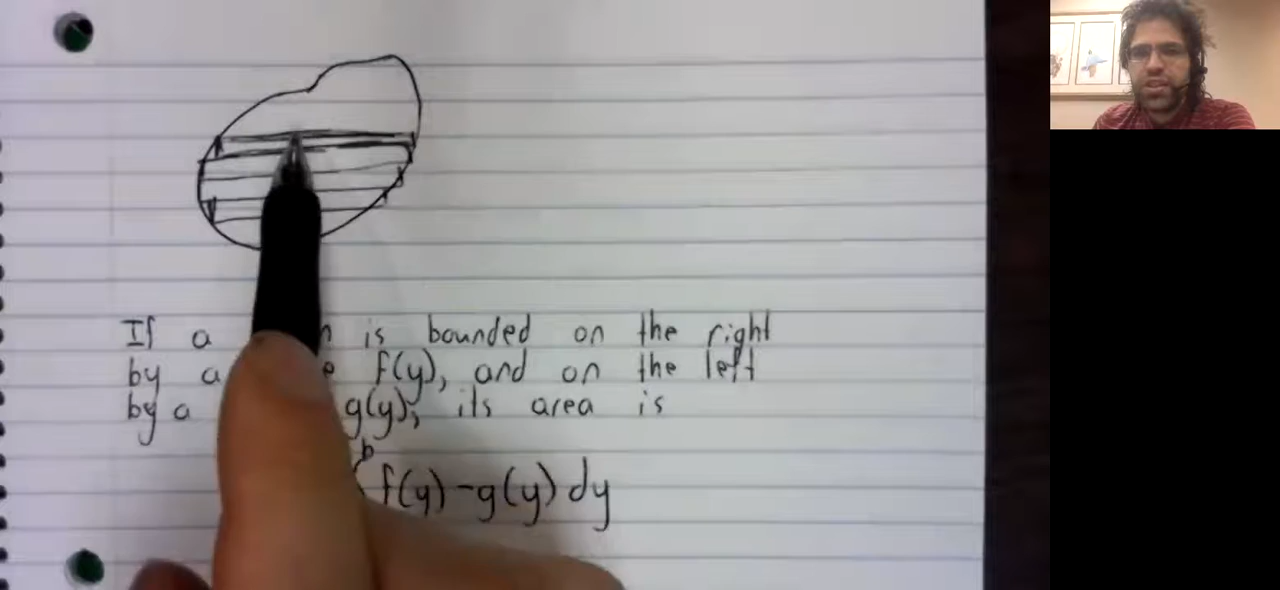 If a is bounded on the right
by a f(y), and on the left
by a g(y), its area is
b
f(y) - g(y) dy